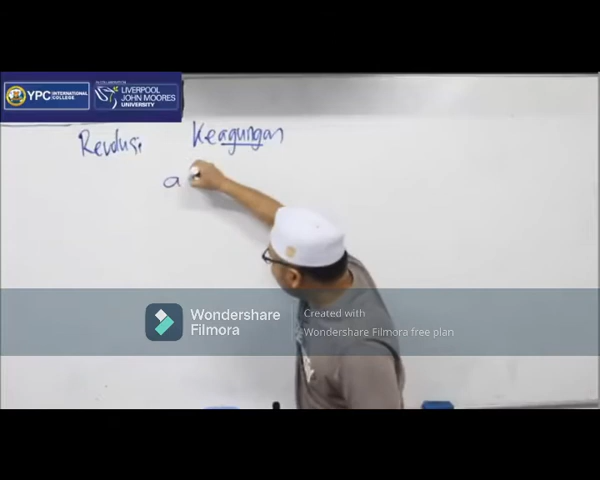 YPC INTERNATIONAL COLLEGE
LIVERPOOL JOHN MOORES UNIVERSITY
Revolusi Keagungan
a
Wondershare Filmora
Created with
Wondershare Filmora free plan